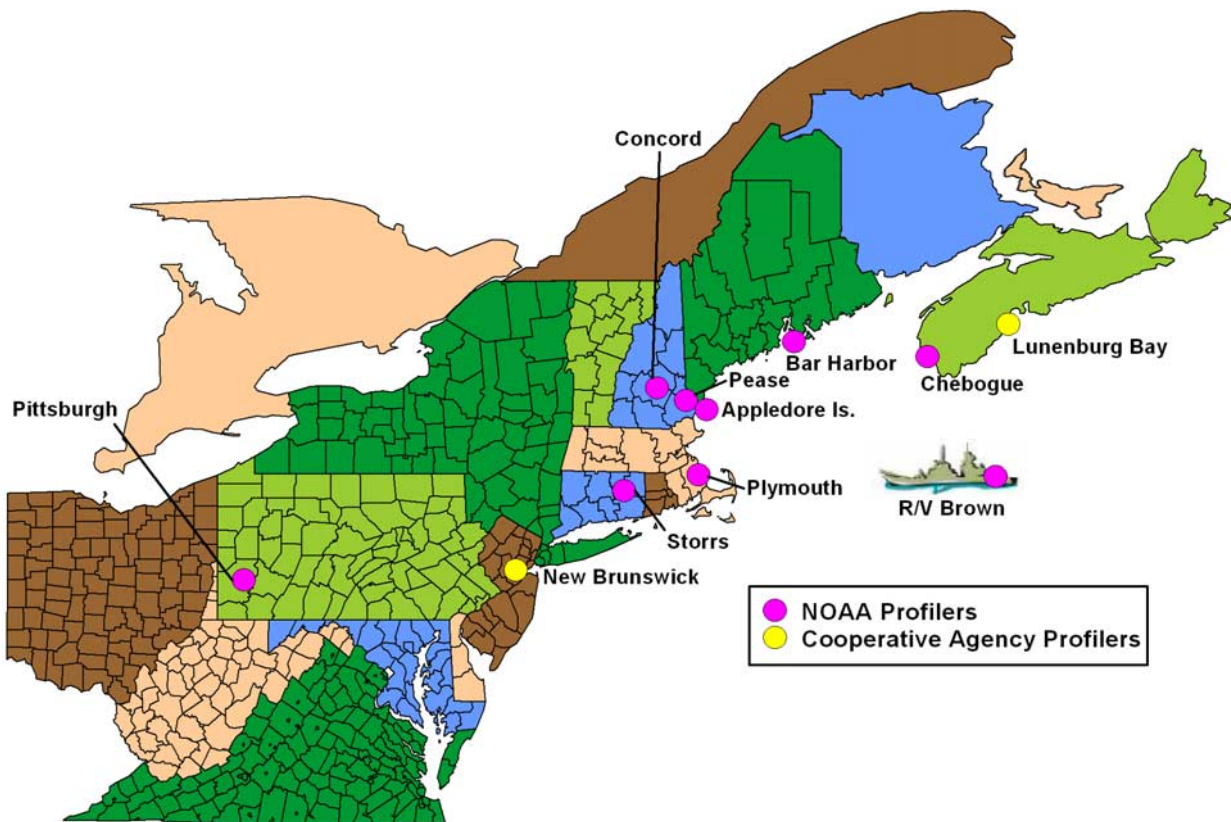 Concord
Lunenburg Bay
Bar Harbor
Chebogue
Pease
Appledore Is.
Pittsburgh
Plymouth
R/V Brown
Storrs
New Brunswick
NOAA Profilers
Cooperative Agency Profilers